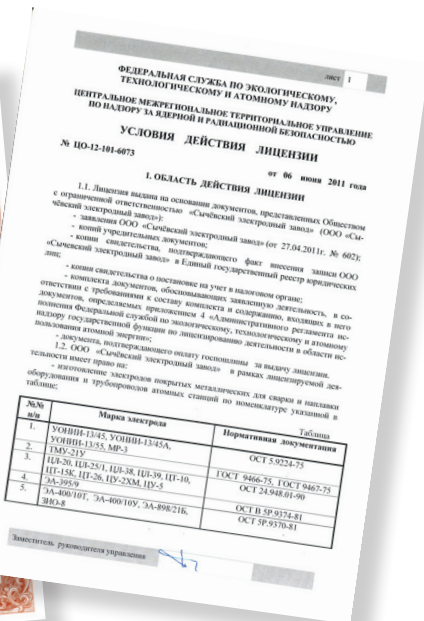 лист 1
ФЕДЕРАЛЬНАЯ СЛУЖБА ПО ЭКОЛОГИЧЕСКОМУ,
ТЕХНОЛОГИЧЕСКОМУ И АТОМНОМУ НАДЗОРУ
ЦЕНТРАЛЬНОЕ МЕЖРЕГИОНАЛЬНОЕ ТЕРРИТОРИАЛЬНОЕ УПРАВЛЕНИЕ
ПО НАДЗОРУ ЗА ЯДЕРНОЙ И РАДИАЦИОННОЙ БЕЗОПАСНОСТЬЮ
УСЛОВИЯ ДЕЙСТВИЯ ЛИЦЕНЗИИ
№ ЦО-12-101-6073
от 06 июня 2011 года
1. ОБЛАСТЬ ДЕЙСТВИЯ ЛИЦЕНЗИИ
1.1. Лицензия выдана на основании документов, представленных Обществом
с ограниченной ответственностью «Сычёвский электродный завод» (ООО «Сы-
чёвский электродный завод»):
- заявления ООО «Сычёвский электродный завод» (от 27.04.2011г. № 602);
- копий учредительных документов;
- копии свидетельства, подтверждающего факт внесения записи ООО
«Сычевский электродный завод» в Единый государственный реестр юридических
лиц;
- копии свидетельства о постановке на учет в налоговом органе;
- комплекта документов, обосновывающих заявленную деятельность, в со-
ответствии с требованиями к составу комплекта и содержанию, входящих в него
документов, определяемых приложением 4 «Административного регламента ис-
полнения Федеральной службой по экологическому, технологическому и атомному
надзору государственной функции по лицензированию деятельности в области ис-
пользования атомной энергии»;
- документа, подтверждающего оплату госпошлины за выдачу лицензии.
1.2. ООО «Сычёвский электродный завод» в рамках лицензируемой дея-
тельности имеет право на:
- изготовление электродов покрытых металлических для сварки и наплавки
оборудования и трубопроводов атомных станций по номенклатуре указанной в
таблице;
Таблица
№№ п/п Марка электрода Нормативная документация
1. УОНИИ-13/45, УОНИИ-13/45А,
УОНИИ-13/55, МР-3 ОСТ 5.9224-75
2. ТМУ-21У ГОСТ 9466-75, ГОСТ 9467-75
3. ЦЛ-20, ЦЛ-25/1, ЦЛ-38, ЦЛ-39, ЦТ-10,
ЦТ-15К, ЦТ-26, ЦУ-2ХМ, ЦУ-5 ОСТ 24.948.01-90
4. ЭА-395/9 ОСТ В 5Р.9374-81
5. ЭА-400/10Т, ЭА-400/10У, ЭА-898/21Б,
ЗИО-8 ОСТ 5Р.9370-81
Заместитель руководителя управления